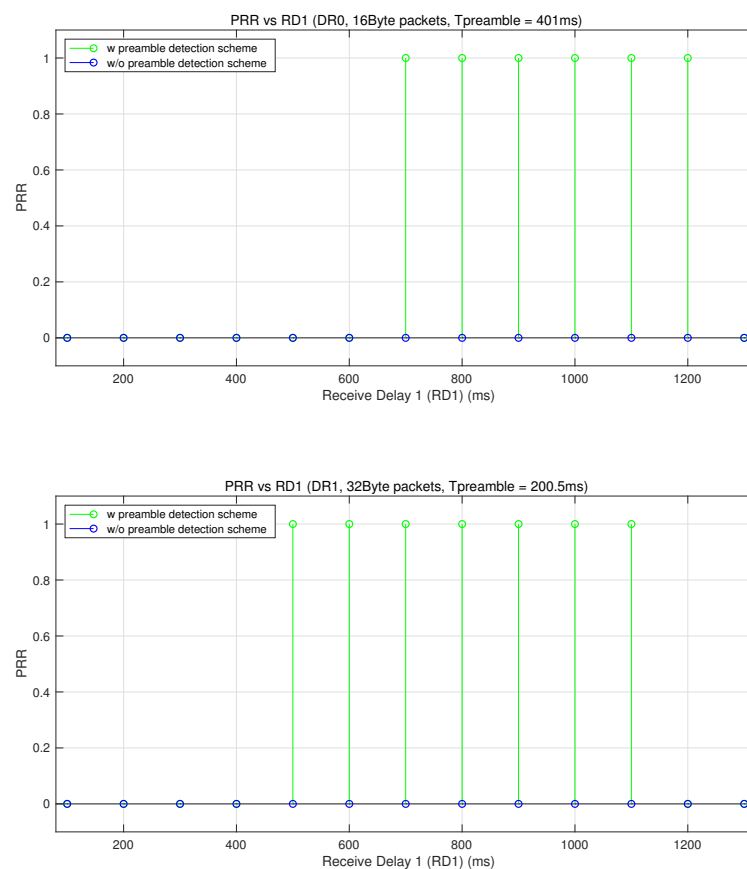 PRR vs RD1 (DR0, 16Byte packets, Tpreamble = 401ms)
w preamble detection scheme
w/o preamble detection scheme
1
0.8
0.6
0.4
0.2
0
PRR
200 400 600 800 1000 1200
Receive Delay 1 (RD1) (ms)
PRR vs RD1 (DR1, 32Byte packets, Tpreamble = 200.5ms)
w preamble detection scheme
w/o preamble detection scheme
1
0.8
0.6
0.4
0.2
0
PRR
200 400 600 800 1000 1200
Receive Delay 1 (RD1) (ms)